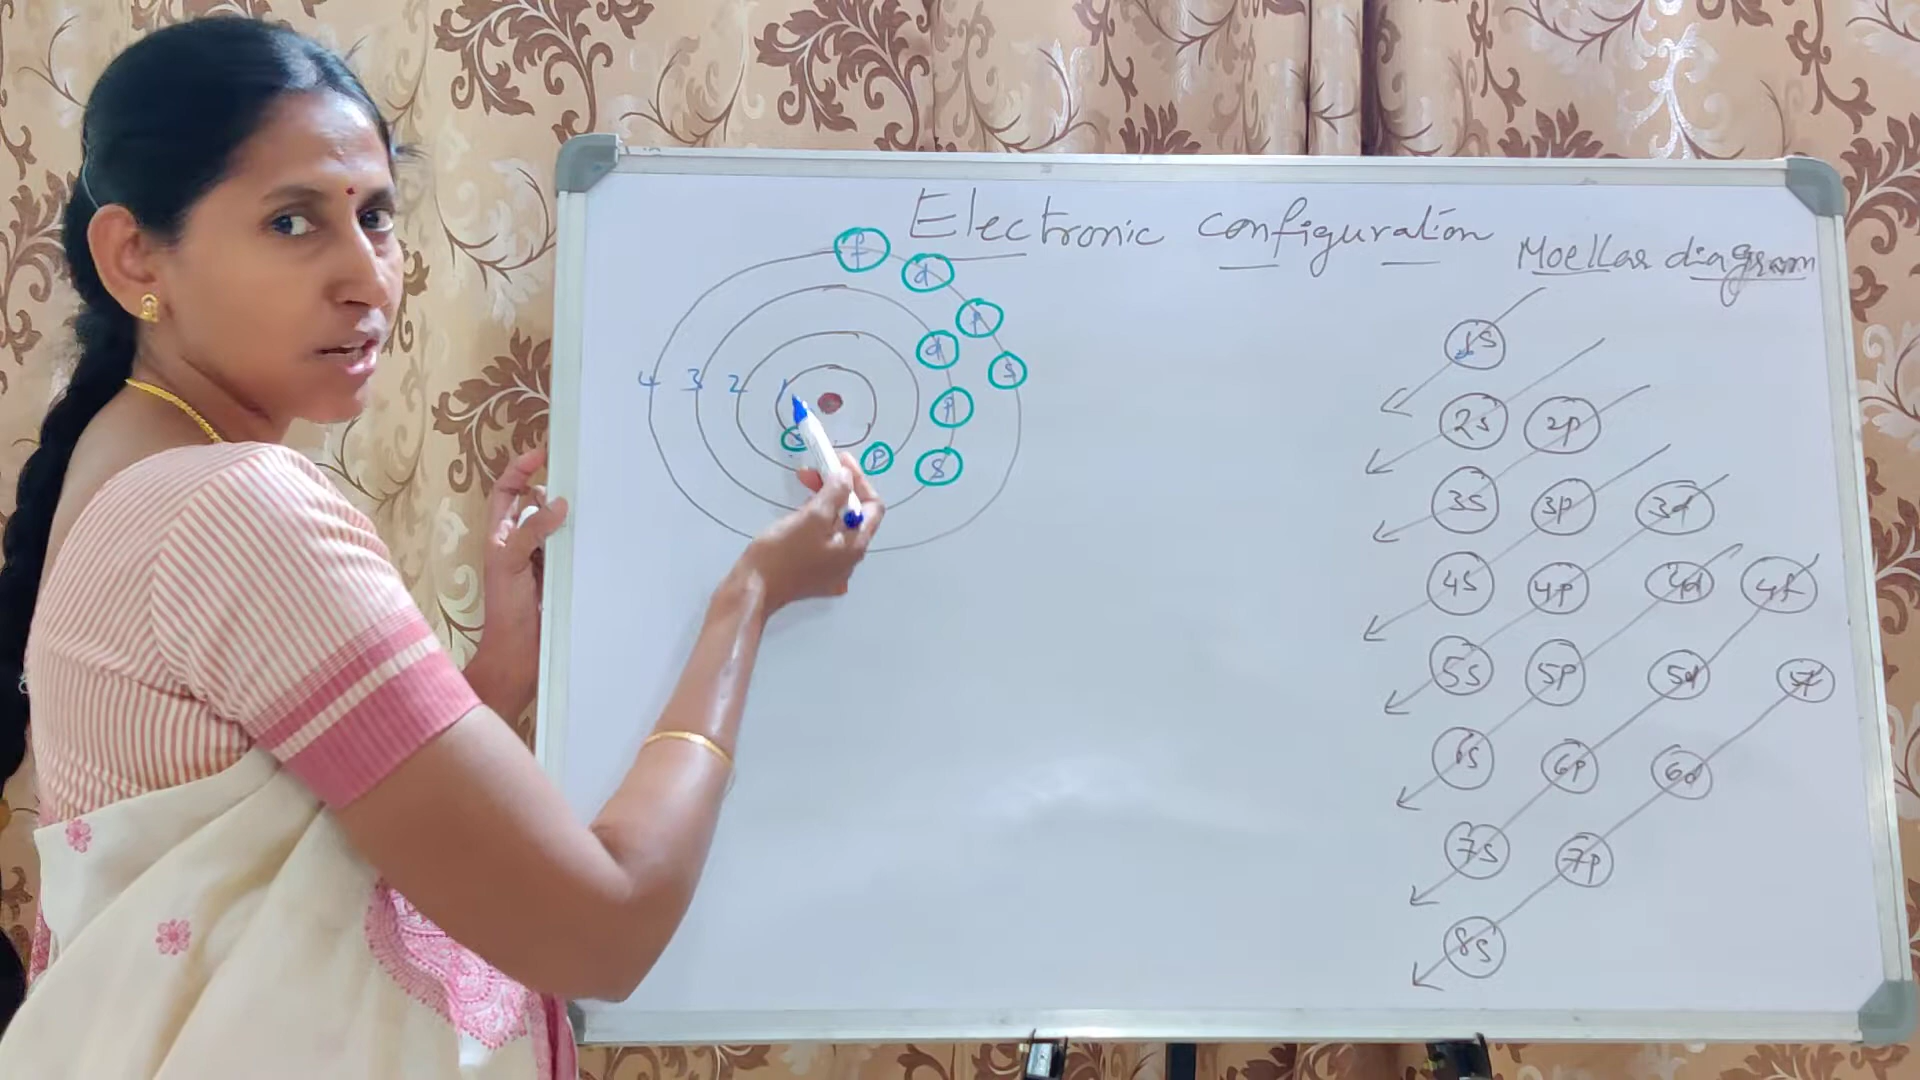 Electronic configuration
Moellar diagram
f
d
p
d
s
4 3 2 1
p
s
p
s
1s
2s 2p
3s 3p 3d
4s 4p 4d 4f
5s 5p 5d 5f
6s 6p 6d
7s 7p
8s